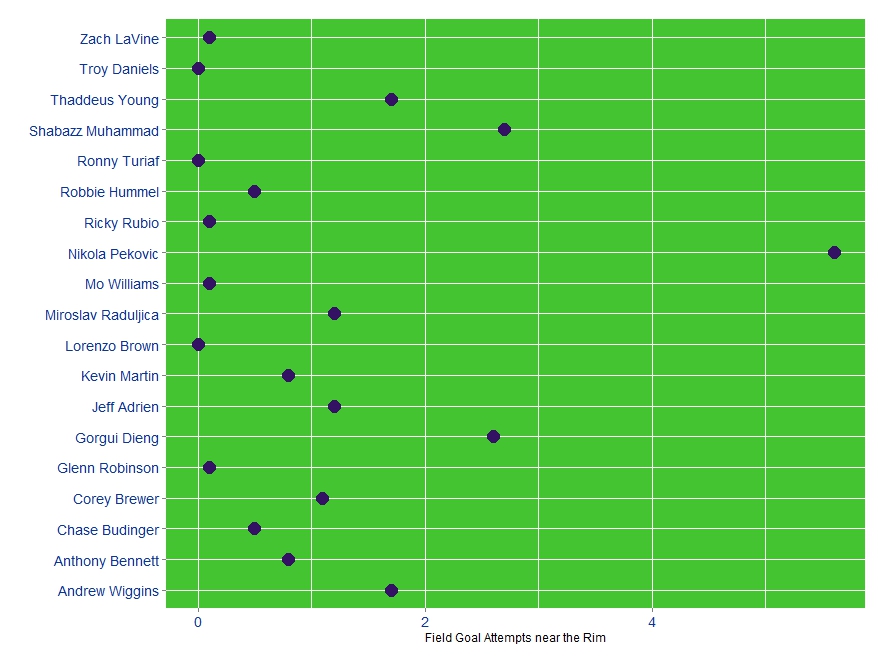 Zach LaVine
Troy Daniels
Thaddeus Young
Shabazz Muhammad
Ronny Turiaf
Robbie Hummel
Ricky Rubio
Nikola Pekovic
Mo Williams
Miroslav Raduljica
Lorenzo Brown
Kevin Martin
Jeff Adrien
Gorgui Dieng
Glenn Robinson
Corey Brewer
Chase Budinger
Anthony Bennett
Andrew Wiggins
0 2 4
Field Goal Attempts near the Rim